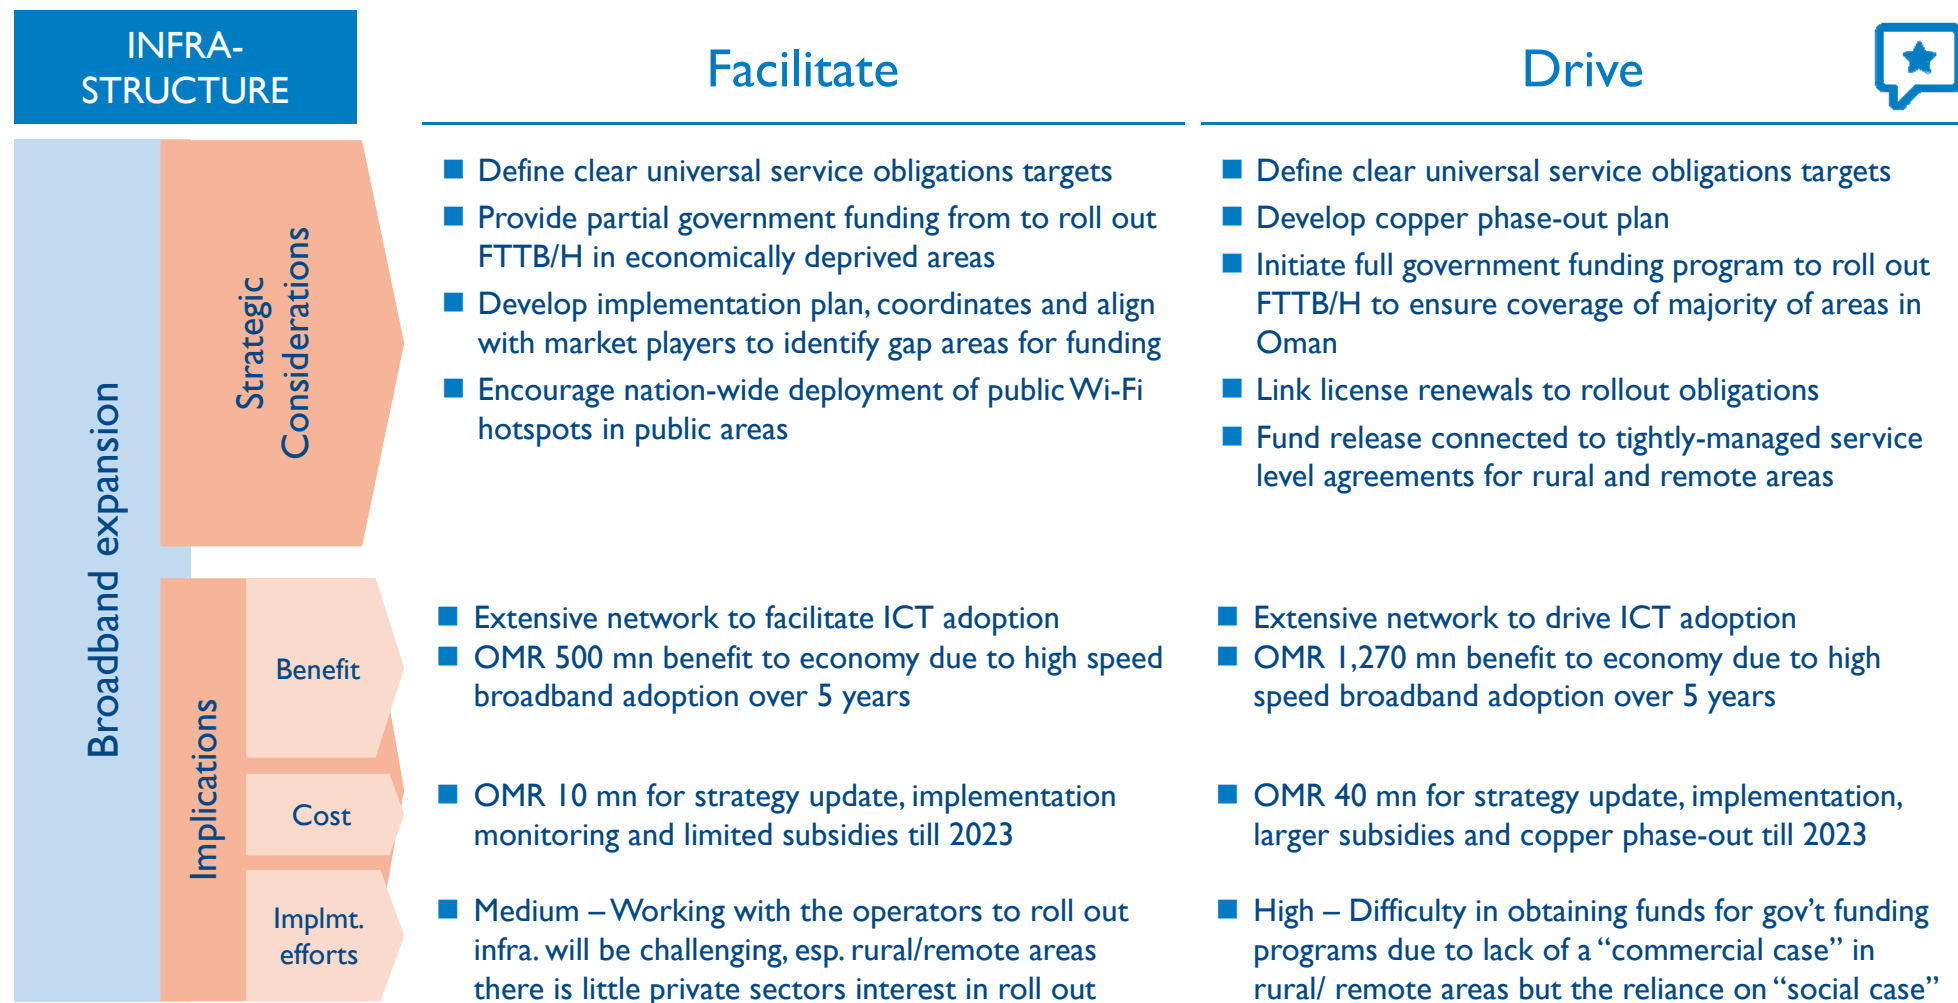 INFRA-
STRUCTURE
Facilitate
Drive
Broadband expansion
Strategic
Considerations
■ Define clear universal service obligations targets
■ Provide partial government funding from to roll out
FTTB/H in economically deprived areas
■ Develop implementation plan, coordinates and align
with market players to identify gap areas for funding
■ Encourage nation-wide deployment of public Wi-Fi
hotspots in public areas
■ Define clear universal service obligations targets
■ Develop copper phase-out plan
■ Initiate full government funding program to roll out
FTTB/H to ensure coverage of majority of areas in
Oman
■ Link license renewals to rollout obligations
■ Fund release connected to tightly-managed service
level agreements for rural and remote areas
Implications
Benefit
■ Extensive network to facilitate ICT adoption
■ OMR 500 mn benefit to economy due to high speed
broadband adoption over 5 years
■ Extensive network to drive ICT adoption
■ OMR 1,270 mn benefit to economy due to high
speed broadband adoption over 5 years
Cost
■ OMR 10 mn for strategy update, implementation
monitoring and limited subsidies till 2023
■ OMR 40 mn for strategy update, implementation,
larger subsidies and copper phase-out till 2023
Implmt.
efforts
■ Medium – Working with the operators to roll out
infra. will be challenging, esp. rural/remote areas
there is little private sectors interest in roll out
■ High – Difficulty in obtaining funds for gov't funding
programs due to lack of a “commercial case” in
rural/ remote areas but the reliance on “social case”